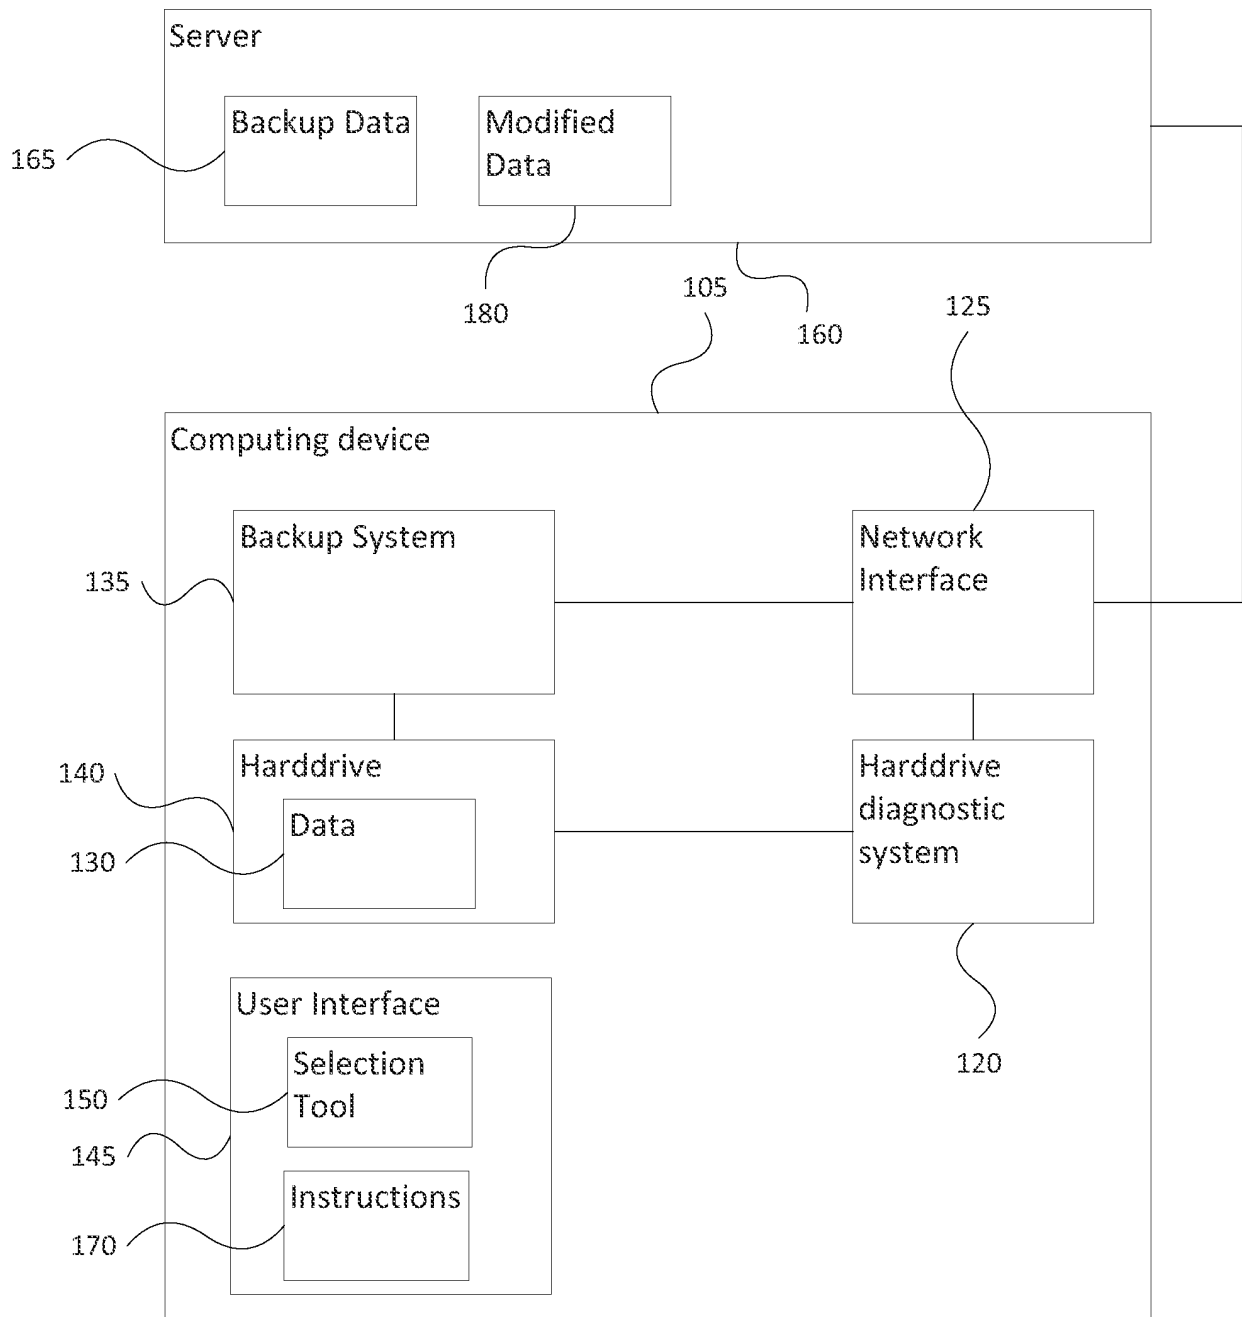 Server
Backup Data
Modified
Data
165
180
160
105
125
Computing device
Backup System
Network
Interface
135
Harddrive
Harddrive
diagnostic
system
140
Data
130
120
User Interface
Selection
Tool
150
145
Instructions
170